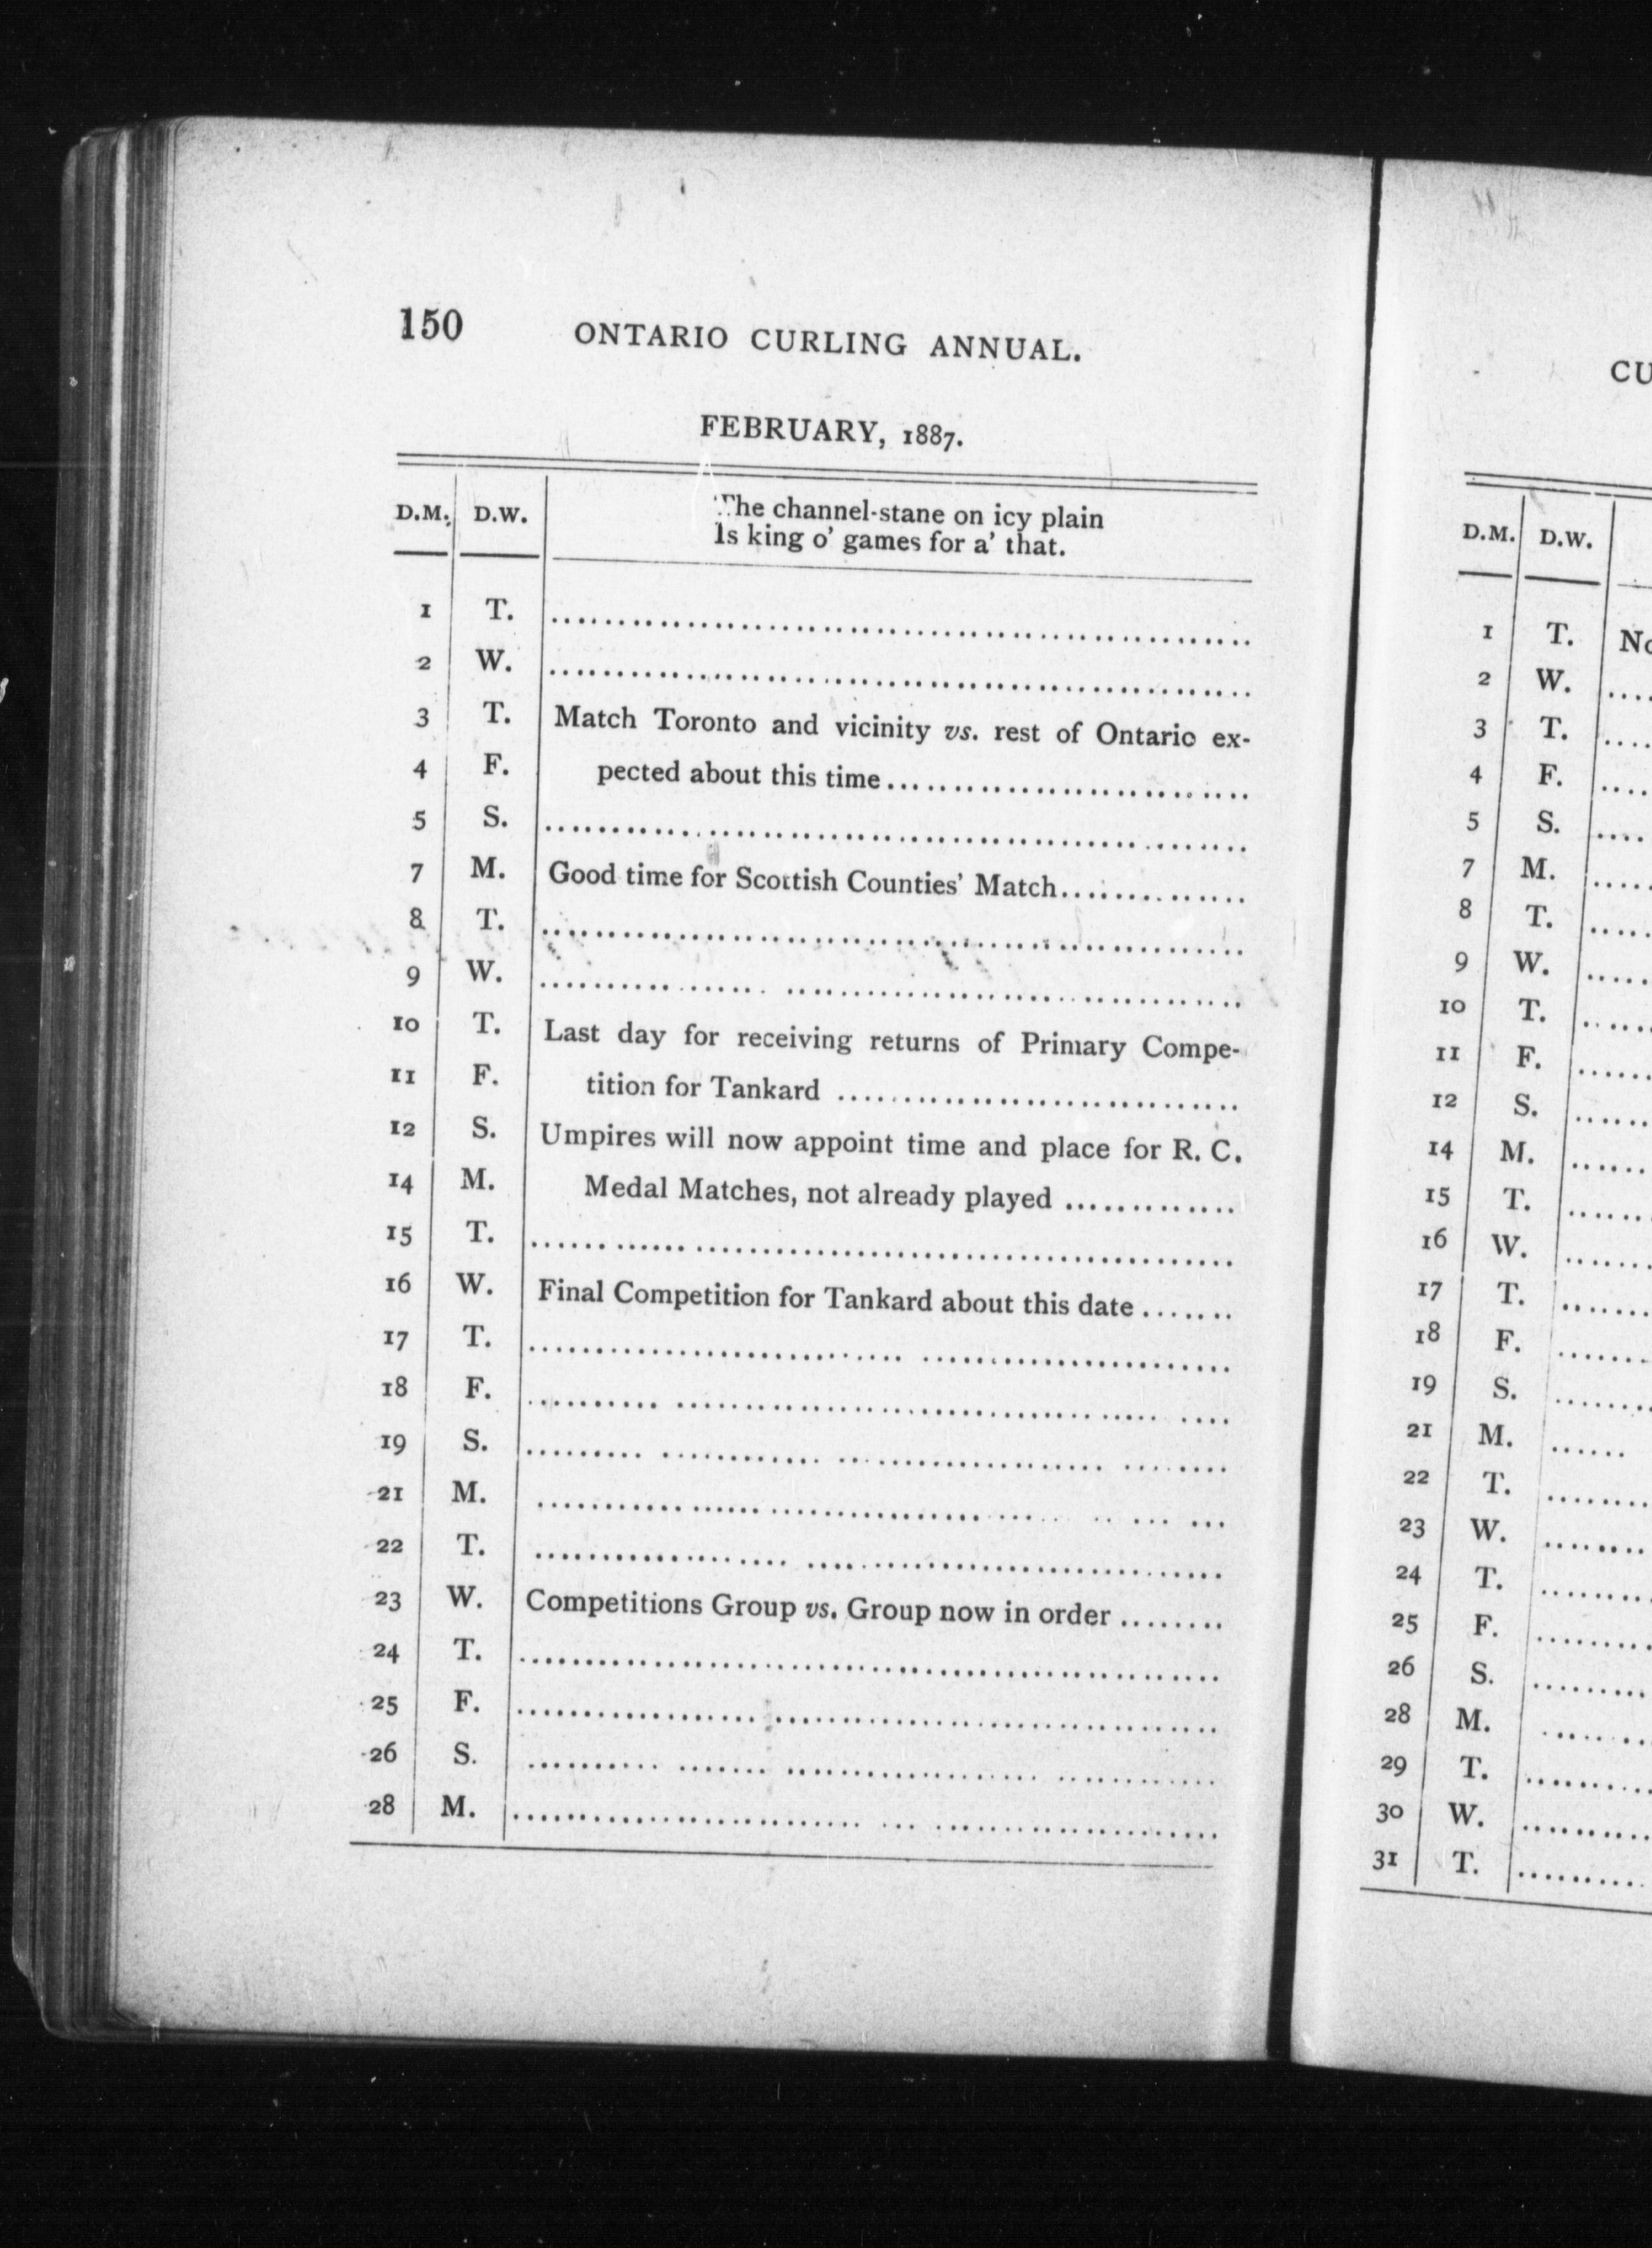 150 ONTARIO CURLING ANNUAL.
FEBRUARY, 1887.
D.M. D.W. The channel-stane on icy plain
Is king o' games for a' that.
1 T. ....................
2 W. ....................
3 T. Match Toronto and vicinity vs. rest of Ontario ex-
4 F. pected about this time....................
5 S. ....................
7 M. Good time for Scottish Counties' Match..............
8 T. ....................
9 W. ....................
10 T. Last day for receiving returns of Primary Compe-
11 F. tition for Tankard ....................
12 S. Umpires will now appoint time and place for R. C.
14 M. Medal Matches, not already played .............
15 T. ....................
16 W. Final Competition for Tankard about this date .......
17 T. ....................
18 F. ....................
19 S. ....................
21 M. ....................
22 T. ....................
23 W. Competitions Group vs. Group now in order ........
24 T. ....................
25 F. ....................
26 S. ....................
28 M. ....................
CU
D.M. D.W.
1 T. No
2 W. ....
3 T. ....
4 F. ....
5 S. ....
7 M. .....
8 T. .....
9 W. .....
10 T. .....
11 F. ......
12 S. ......
14 M. ......
15 T. ......
16 W. ......
17 T. .......
18 F. .......
19 S. .......
21 M. ......
22 T. ........
23 W. ........
24 T. ........
25 F. .........
26 S. .........
28 M. ........
29 T. .........
30 W. ..........
31 T. ..........